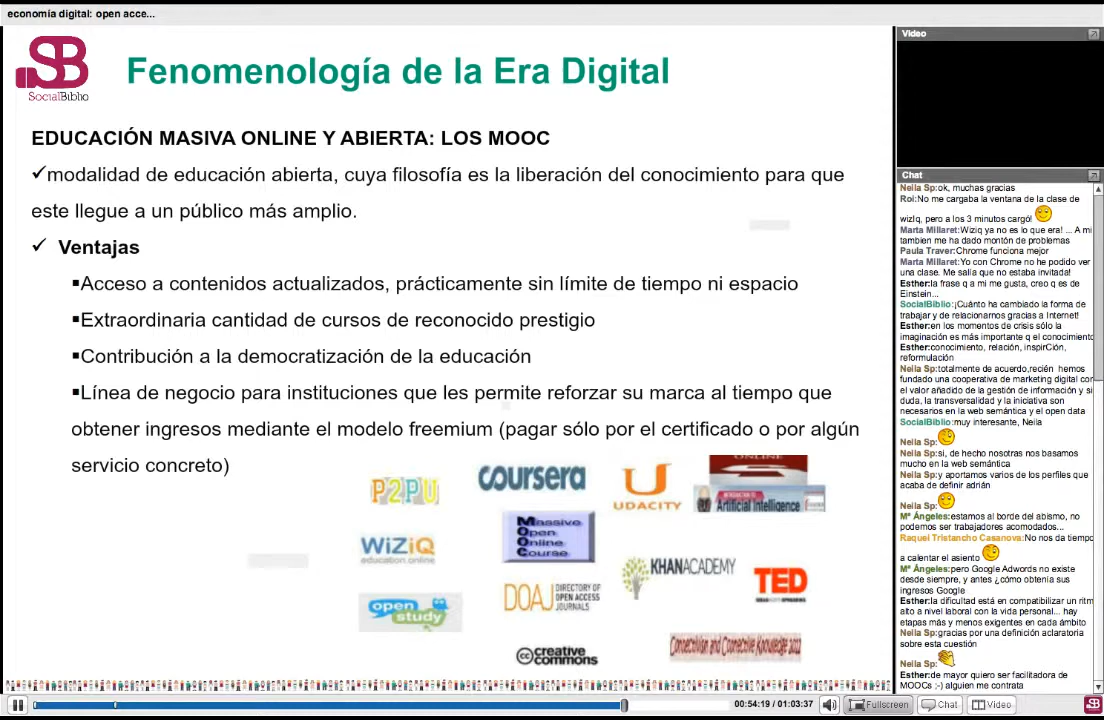 economía digital: open acce...
SB
SocialBiblio
Fenomenología de la Era Digital
EDUCACIÓN MASIVA ONLINE Y ABIERTA: LOS MOOC
✓modalidad de educación abierta, cuya filosofía es la liberación del conocimiento para que
este llegue a un público más amplio.
✓ Ventajas
▪Acceso a contenidos actualizados, prácticamente sin límite de tiempo ni espacio
▪Extraordinaria cantidad de cursos de reconocido prestigio
▪Contribución a la democratización de la educación
▪Línea de negocio para instituciones que les permite reforzar su marca al tiempo que
obtener ingresos mediante el modelo freemium (pagar sólo por el certificado o por algún
servicio concreto)
P2PU
coursera
U
UDACITY
ONLINE
INTRODUCTION TO
Artificial Intelligence
WiZiQ
education.online
Massive
Open
Online
Course
KHANACADEMY
TED
IDEAS WORTH SPREADING
DOAJ
DIRECTORY OF
OPEN ACCESS
JOURNALS
open
study
cc creative
commons
Connectivism and Connective Knowledge 2011
Video
Chat
Neila Sp:ok, muchas gracias
Roi:No me cargaba la ventana de la clase de
wizIq, pero a los 3 minutos cargó!
Marta Millaret:Wiziq ya no es lo que era! ... A mi
tambien me ha dado montón de problemas
Paula Traver:Chrome funciona mejor
Marta Millaret:Yo con Chrome no he podido ver
una clase. Me salía que no estaba invitada!
Esther:la frase q a mi me gusta, creo q es de
Einstein...
SocialBiblio:¡Cuánto ha cambiado la forma de
trabajar y de relacionarnos gracias a Internet!
Esther:en los momentos de crisis sólo la
imaginación es más importante q el conocimiento
Esther:conocimiento, relación, inspirCión,
reformulación
Neila Sp:totalmente de acuerdo,recién hemos
fundado una cooperativa de marketing digital con
el valor añadido de la gestión de información y si
duda, la transversalidad y la iniciativa son
necesarios en la web semántica y el open data
SocialBiblio:muy interesante, Neila
Neila Sp:
Neila Sp:si, de hecho nosotras nos basamos
mucho en la web semántica
Neila Sp:y aportamos varios de los perfiles que
acaba de definir adrián
Neila Sp:
Mª Ángeles:estamos al borde del abismo, no
podemos ser trabajadores acomodados...
Raquel Tristancho Casanova:No nos da tiempo
a calentar el asiento
Mª Ángeles:pero Google Adwords no existe
desde siempre, y antes ¿cómo obtenía sus
ingresos Google
Esther:la dificultad está en compatibilizar un ritm
alto a nivel laboral con la vida personal... hay
etapas más y menos exigentes en cada ámbito
Neila Sp:gracias por una definición aclaratoria
sobre esta cuestión
Neila Sp:
Esther:de mayor quiero ser facilitadora de
MOOCs ;-) alguien me contrata
00:54:19 / 01:03:37
Fullscreen
Chat
Video
SB